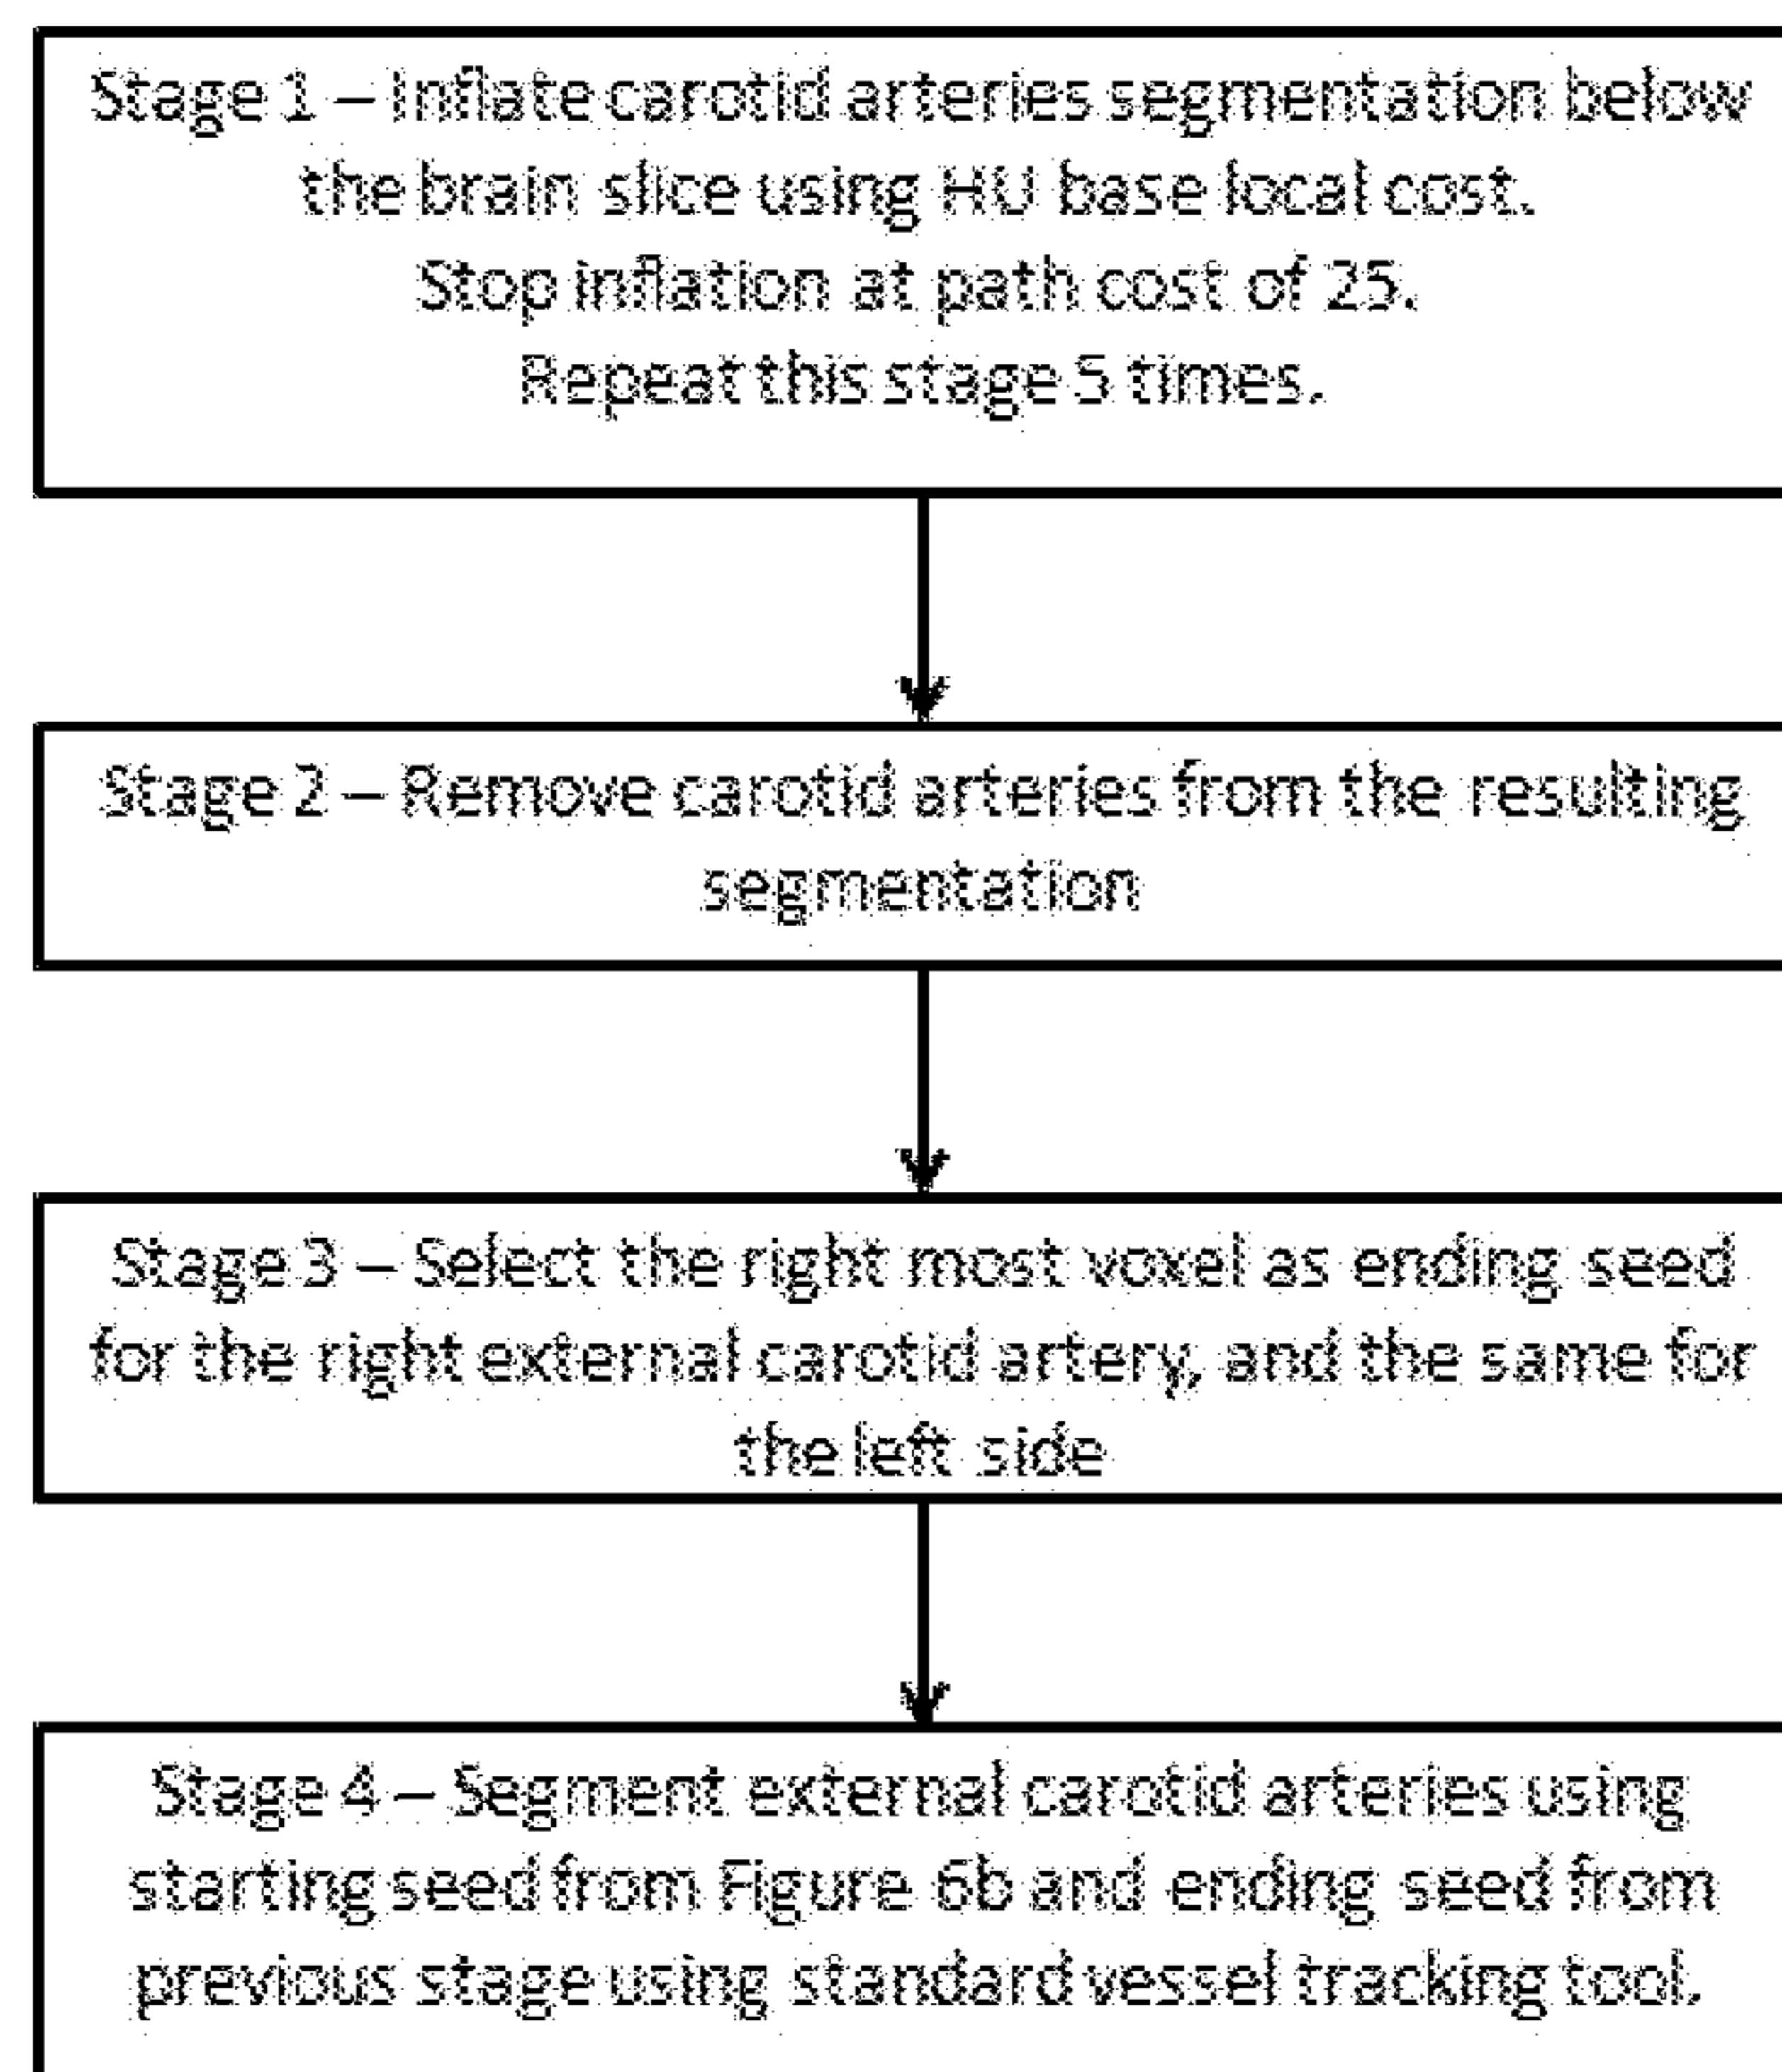 Stage 1 – Inflate carotid arteries segmentation below
the brain slice using HU base local cost.
Stop inflation at path cost of 25.
Repeat this stage 5 times.
Stage 2 – Remove carotid arteries from the resulting
segmentation
Stage 3 – Select the right most voxel as ending seed
for the right external carotid artery, and the same for
the left side
Stage 4 – Segment external carotid arteries using
starting seed from Figure 6b and ending seed from
previous stage using standard vessel tracking tool.